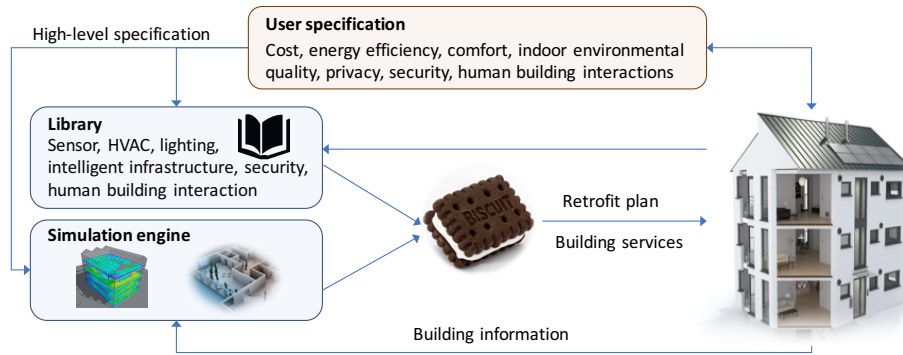 User specification
High-level specification
Cost, energy efficiency, comfort, indoor environmental
quality, privacy, security, human building interactions
Library
Sensor, HVAC, lighting,
intelligent infrastructure, security,
human building interaction
BISCUIT
Retrofit plan
Building services
Simulation engine
Building information